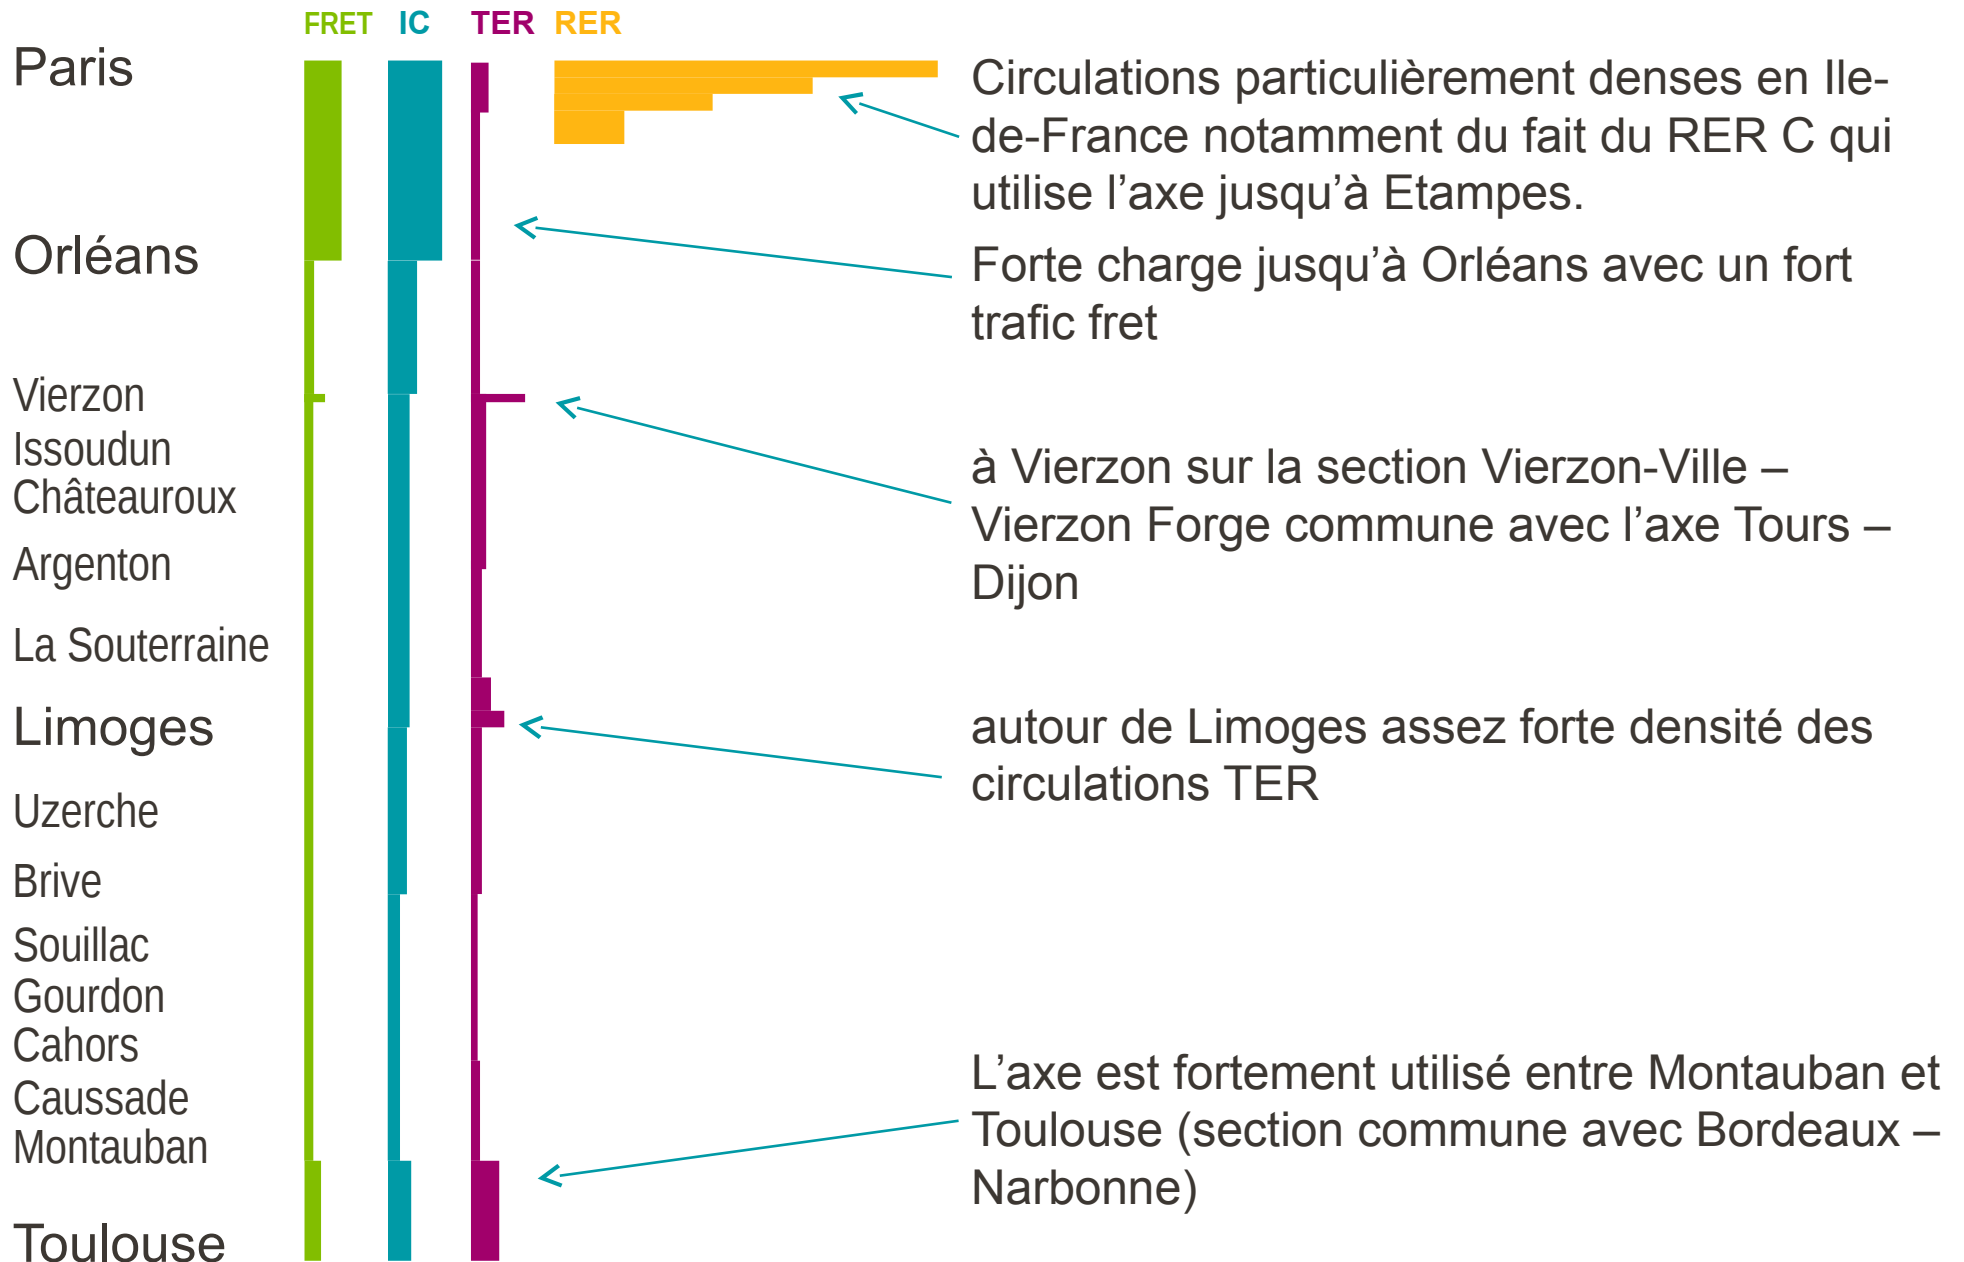 FRET IC TER RER
Paris
Circulations particulièrement denses en Ile-
de-France notamment du fait du RER C qui
utilise l’axe jusqu’à Etampes.
Orléans
Forte charge jusqu’à Orléans avec un fort
trafic fret
Vierzon
Issoudun
Châteauroux
à Vierzon sur la section Vierzon-Ville –
Vierzon Forge commune avec l’axe Tours –
Dijon
Argenton
La Souterraine
Limoges
autour de Limoges assez forte densité des
circulations TER
Uzerche
Brive
Souillac
Gourdon
Cahors
Caussade
Montauban
L’axe est fortement utilisé entre Montauban et
Toulouse (section commune avec Bordeaux –
Narbonne)
Toulouse